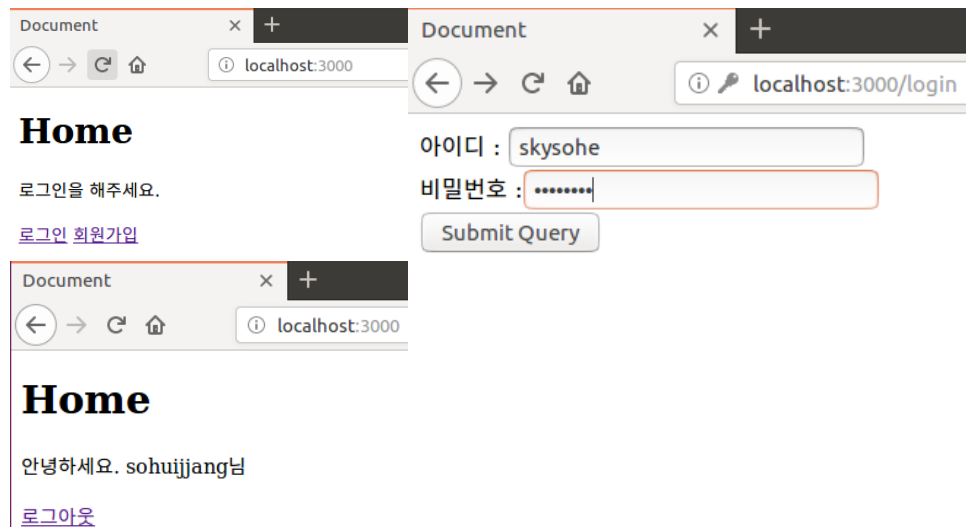 Document
localhost:3000
Home
로그인을 해주세요.
로그인 회원가입
Document
localhost:3000/login
아이디 : skysohe
비밀번호 : ••••••••
Submit Query
Document
localhost:3000
Home
안녕하세요. sohuijjang님
로그아웃